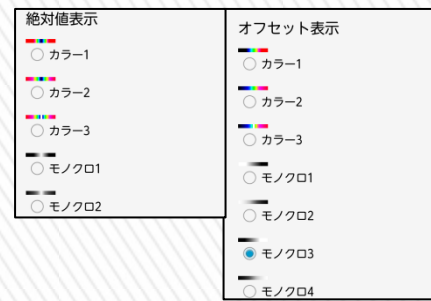 絶対値表示
カラー1
カラー2
カラー3
モノクロ1
モノクロ2
オフセット表示
カラー1
カラー2
カラー3
モノクロ1
モノクロ2
モノクロ3
モノクロ4